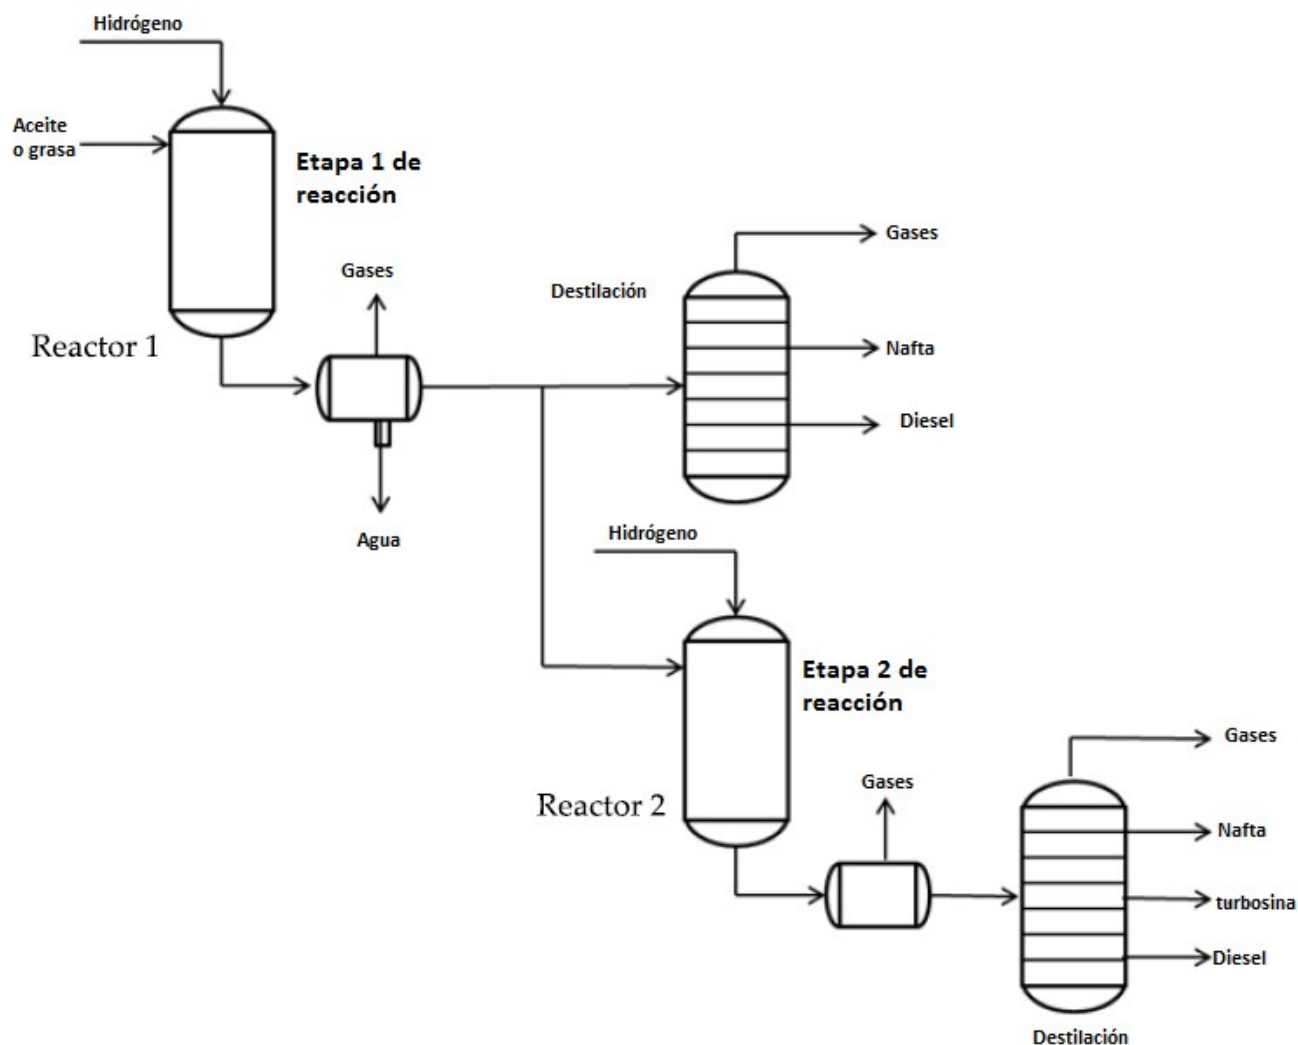 Hidrógeno
Aceite
o grasa
Etapa 1 de
reacción
Reactor 1
Gases
Agua
Destilación
Gases
Nafta
Diesel
Hidrógeno
Etapa 2 de
reacción
Reactor 2
Gases
Gases
Nafta
turbosina
Diesel
Destilación